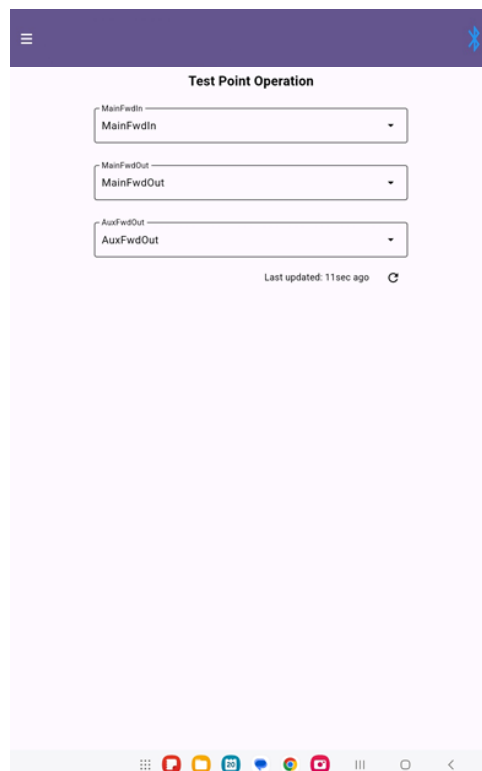 Test Point Operation
MainFwdIn
MainFwdIn
MainFwdOut
MainFwdOut
AuxFwdOut
AuxFwdOut
Last updated: 11sec ago
20